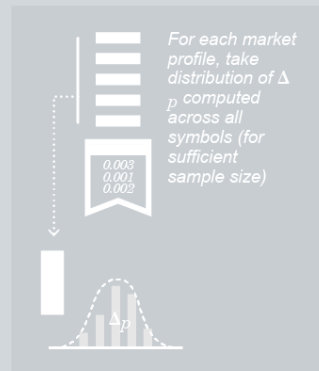 For each market
profile, take
distribution of Δ
p computed
across all
symbols (for
sufficient
sample size)
0.003
0.001
0.002
Δp